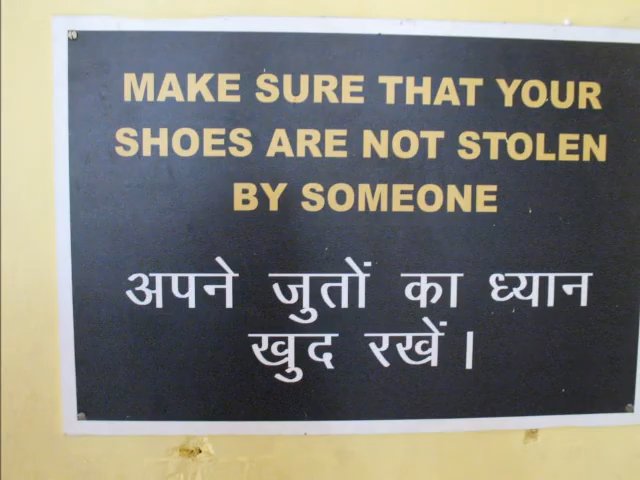 MAKE SURE THAT YOUR
SHOES ARE NOT STOLEN
BY SOMEONE
अपने जुतों का ध्यान
खुद रखें।